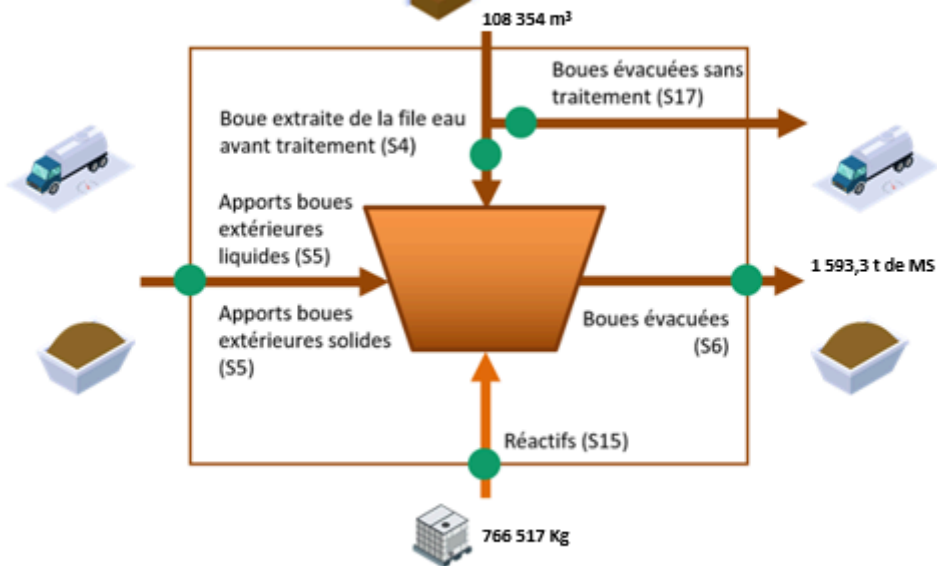 108 354 m³
Boues évacuées sans
traitement (S17)
Boue extraite de la file eau
avant traitement (S4)
Apports boues
extérieures
liquides (S5)
1 593,3 t de MS
Apports boues
extérieures solides
(S5)
Boues évacuées
(S6)
Réactifs (S15)
766 517 Kg